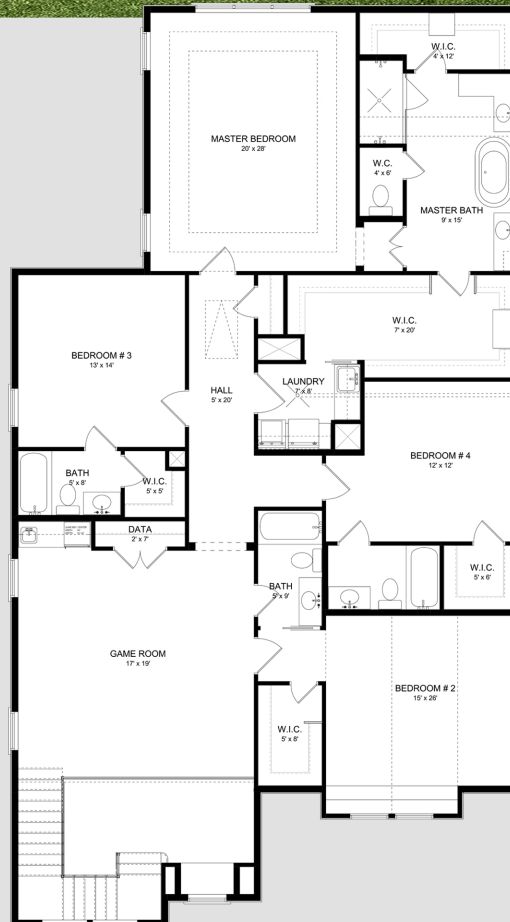 W.I.C.
4' x 12'
MASTER BEDROOM
20' x 28'
W.C.
4' x 6'
MASTER BATH
9' x 15'
W.I.C.
7' x 20'
BEDROOM # 3
13' x 14'
HALL
5' x 20'
LAUNDRY
7' x 8'
BEDROOM # 4
12' x 12'
BATH
5' x 8'
W.I.C.
5' x 5'
DATA
2' x 7'
W.I.C.
5' x 6'
BATH
5' x 9'
GAME ROOM
17' x 19'
BEDROOM # 2
15' x 26'
W.I.C.
5' x 8'